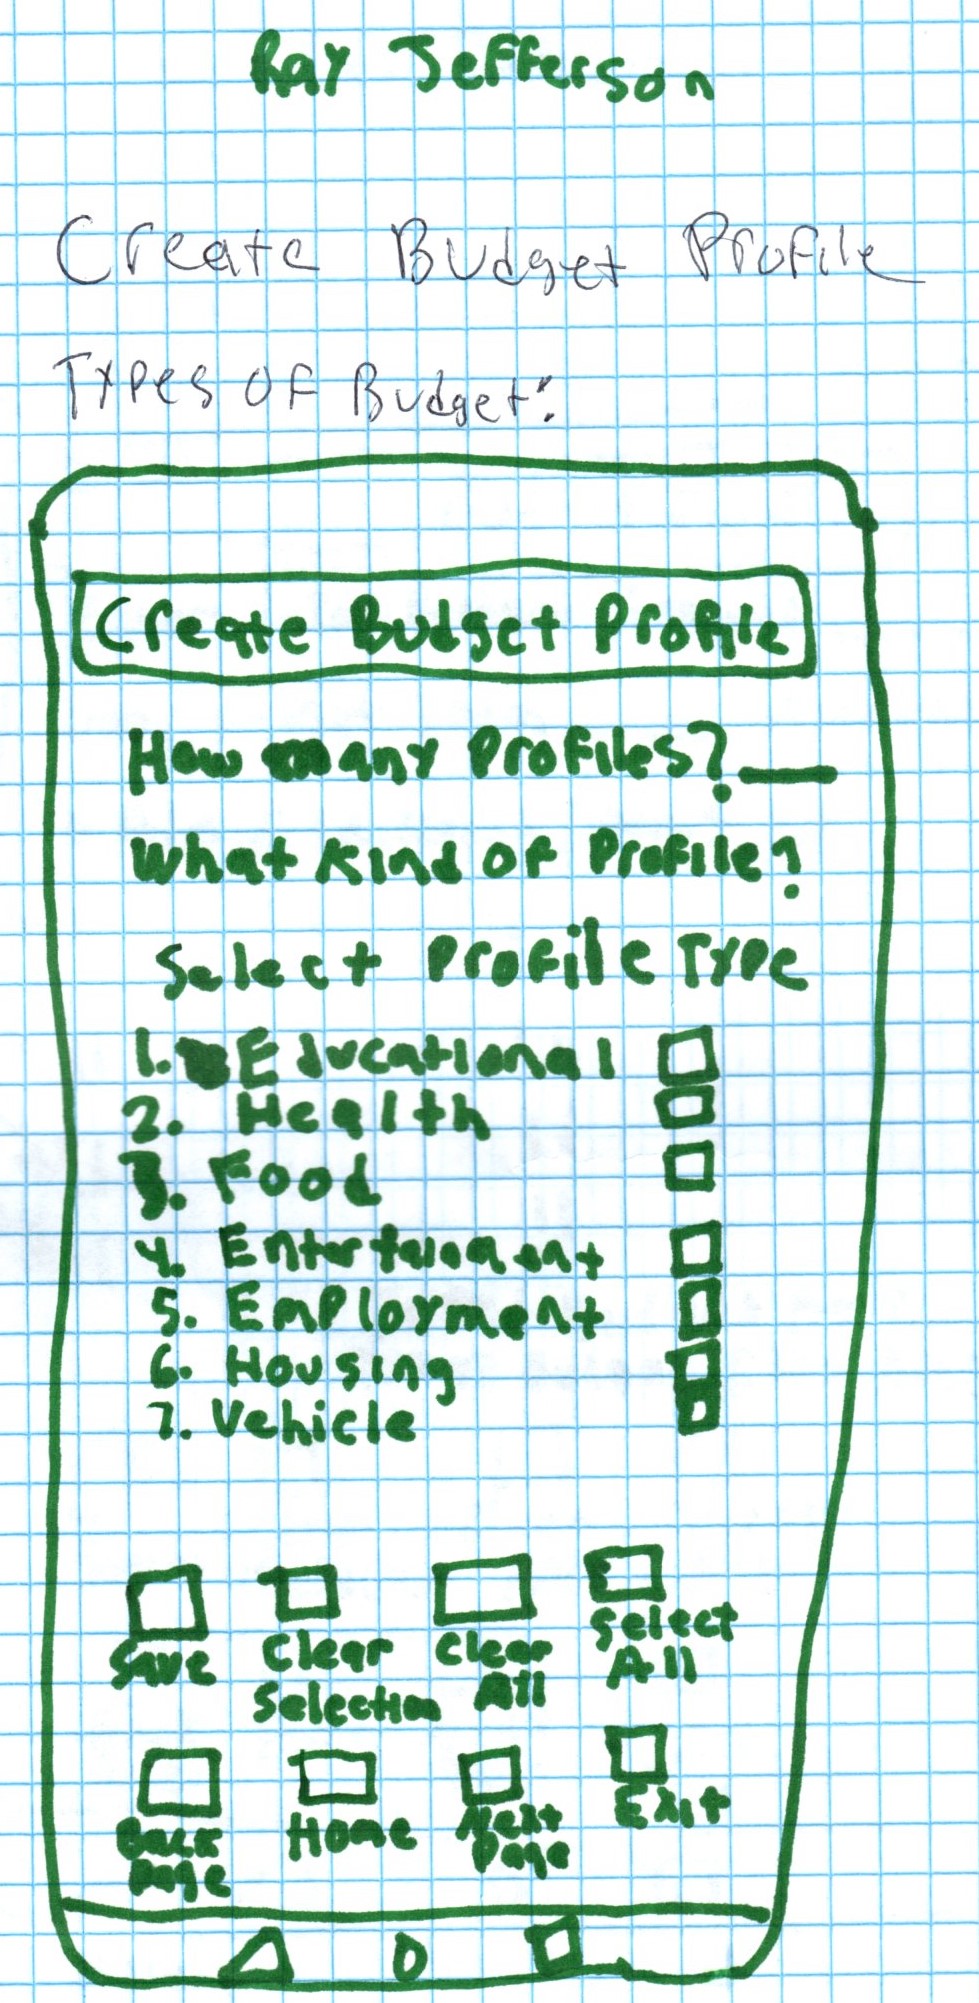 Ray Jefferson
Create Budget Profile
Types of Budget:
Create Budget Profile
How many Profiles? ___
What Kind of Profile?
Select Profile Type
1. Educational
2. Health
3. Food
4. Entertainment
5. Employment
6. Housing
7. Vehicle
Save
Clear Selection
Clear All
Select All
Back Page
Home
Next Page
Exit